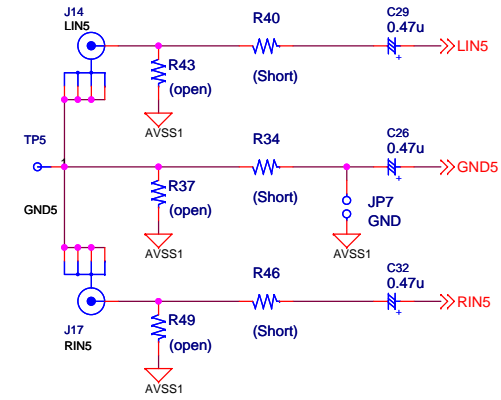 J14
LIN5
R40
(Short)
C29
0.47u
+
LIN5
R43
(open)
AVSS1
TP5
1
R34
(Short)
C26
0.47u
+
GND5
R37
(open)
AVSS1
JP7
GND
AVSS1
GND5
R46
(Short)
C32
0.47u
+
RIN5
J17
RIN5
R49
(open)
AVSS1